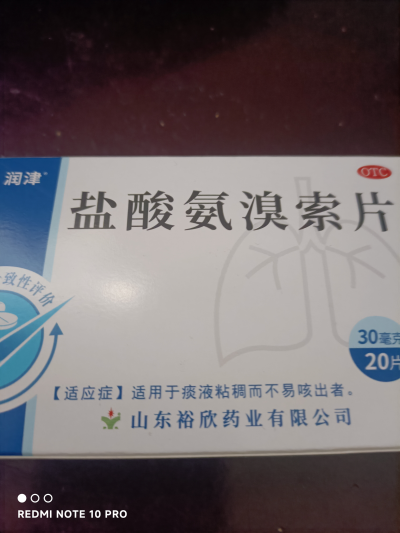 润津®
OTC
盐酸氨溴索片
一致性评价
30毫克
20片
【适应症】适用于痰液粘稠而不易咳出者。
山东裕欣药业有限公司
REDMI NOTE 10 PRO